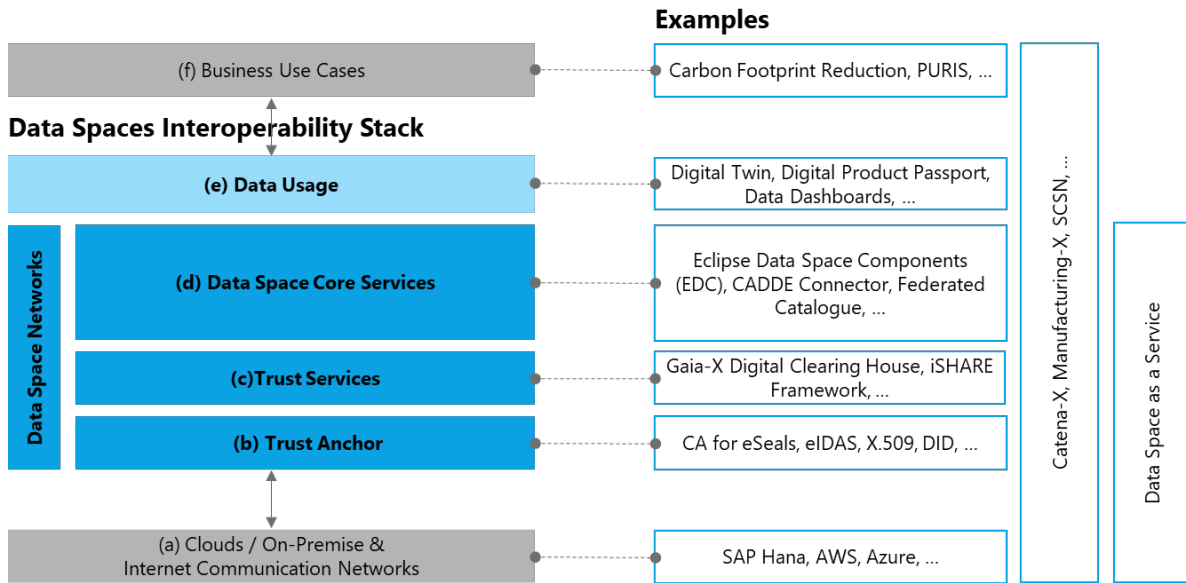 Examples
(f) Business Use Cases
Carbon Footprint Reduction, PURIS, ...
Data Spaces Interoperability Stack
(e) Data Usage
Digital Twin, Digital Product Passport,
Data Dashboards, ...
Data Space Networks
(d) Data Space Core Services
Eclipse Data Space Components
(EDC), CADDE Connector, Federated
Catalogue, ...
(c)Trust Services
Gaia-X Digital Clearing House, iSHARE
Framework, ...
(b) Trust Anchor
CA for eSeals, eIDAS, X.509, DID, ...
(a) Clouds / On-Premise &
Internet Communication Networks
SAP Hana, AWS, Azure, ...
Catena-X, Manufacturing-X, SCSN, ...
Data Space as a Service